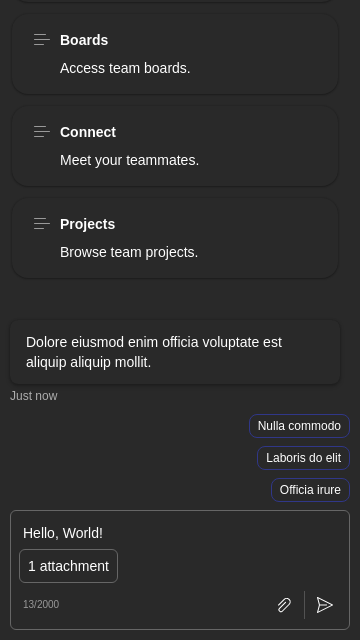 Boards
Access team boards.
Connect
Meet your teammates.
Projects
Browse team projects.
Dolore eiusmod enim officia voluptate est
aliquip aliquip mollit.
Just now
Nulla commodo
Laboris do elit
Officia irure
Hello, World!
1 attachment
13/2000